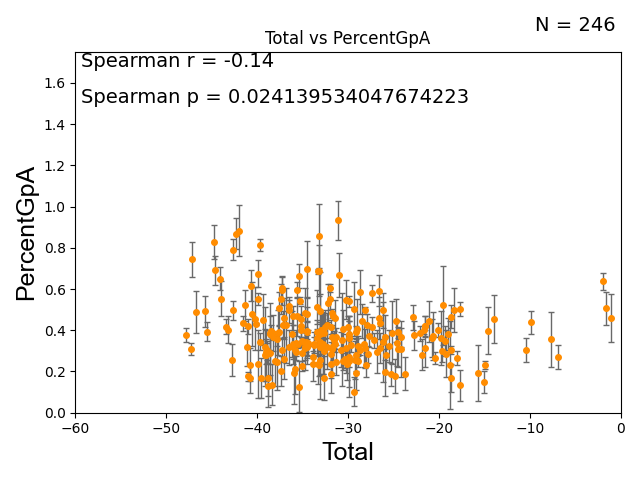 N = 246
Total vs PercentGpA
Spearman r = -0.14
Spearman p = 0.024139534047674223
1.6
1.4
1.2
1.0
0.8
0.6
0.4
0.2
0.0
PercentGpA
−60 −50 −40 −30 −20 −10 0
Total